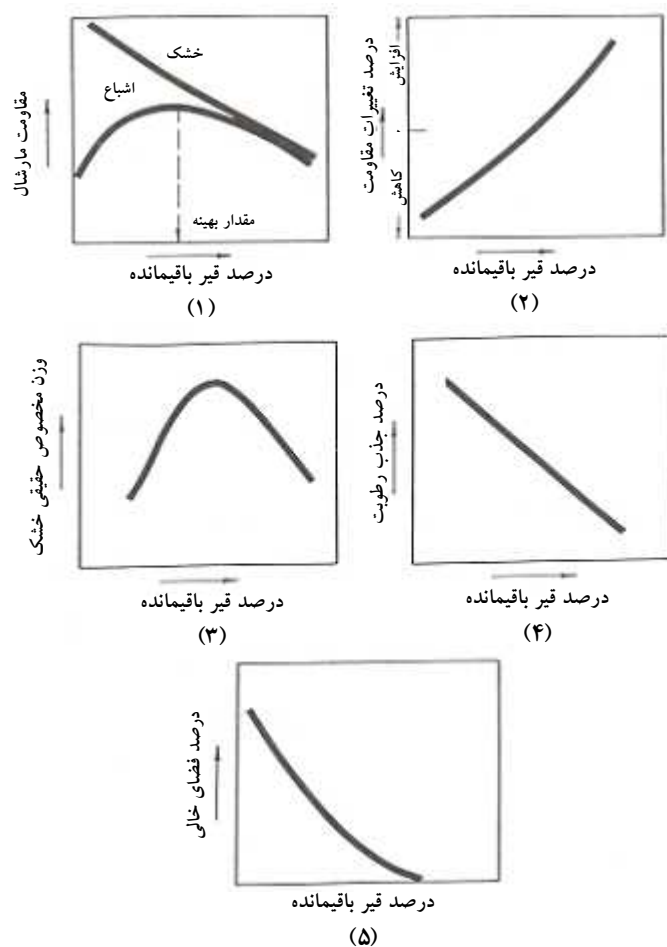 مقاومت مارشال
خشک
اشباع
مقدار بهینه
درصد قیر باقیمانده
(۱)
درصد تغییرات مقاومت
افزایش
۰
کاهش
درصد قیر باقیمانده
(۲)
وزن مخصوص حقیقی خشک
درصد قیر باقیمانده
(۳)
درصد جذب رطوبت
درصد قیر باقیمانده
(۴)
درصد فضای خالی
درصد قیر باقیمانده
(۵)